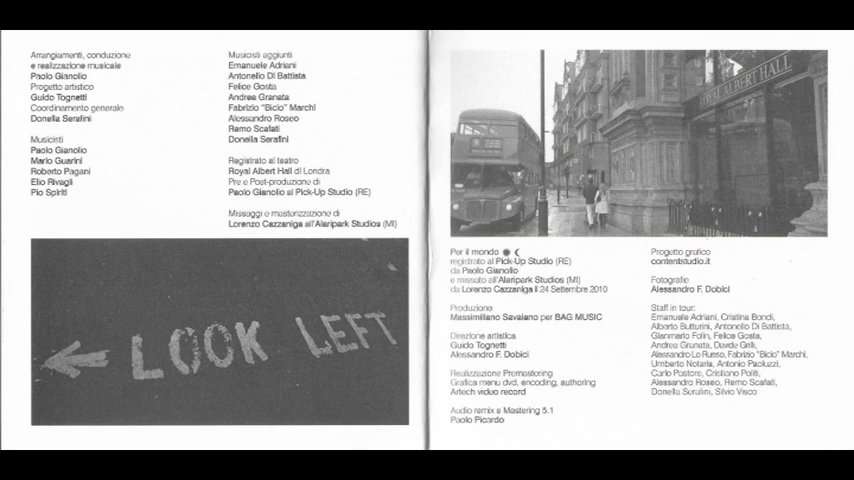 Arrangiamenti, conduzione
e realizzazione musicale
Paolo Gianolio
Progetto artistico
Guido Tognetti
Coordinamento generale
Donella Serafini
Musicisti
Paolo Gianolio
Mario Guarini
Roberto Pagani
Elio Rivagli
Pio Spiriti
Musicisti aggiunti
Emanuele Adriani
Antonello Di Battista
Felice Gosta
Andrea Granata
Fabrizio "Bicio" Marchi
Alessandro Roseo
Remo Scafati
Donella Serafini
Registrato al teatro
Royal Albert Hall di Londra
Pre e Post-produzione di
Paolo Gianolio al Pick-Up Studio (RE)
Missaggi e masterizzazione di
Lorenzo Cazzaniga all'Alaripark Studios (MI)
LOOK LEFT
ROYAL ALBERT HALL
9
Per il mondo
registrato al Pick-Up Studio (RE)
da Paolo Gianolio
e missato all'Alaripark Studios (MI)
da Lorenzo Cazzaniga il 24 Settembre 2010
Produzione
Massimiliano Savaiano per BAG MUSIC
Direzione artistica
Guido Tognetti
Alessandro F. Dobici
Realizzazione Premastering
Grafica menu dvd, encoding, authoring
Artech video record
Audio remix e Mastering 5.1
Paolo Picardo
Progetto grafico
contentstudio.it
Fotografie
Alessandro F. Dobici
Staff in tour:
Emanuele Adriani, Cristina Bondi,
Alberto Butturini, Antonello Di Battista,
Gianmario Folin, Felice Gosta,
Andrea Granata, Davide Grilli,
Alessandro Lo Russo, Fabrizio "Bicio" Marchi,
Umberto Notaris, Antonio Paoluzzi,
Carlo Pastore, Cristiano Politi,
Alessandro Roseo, Remo Scafati,
Donella Serafini, Silvio Visco